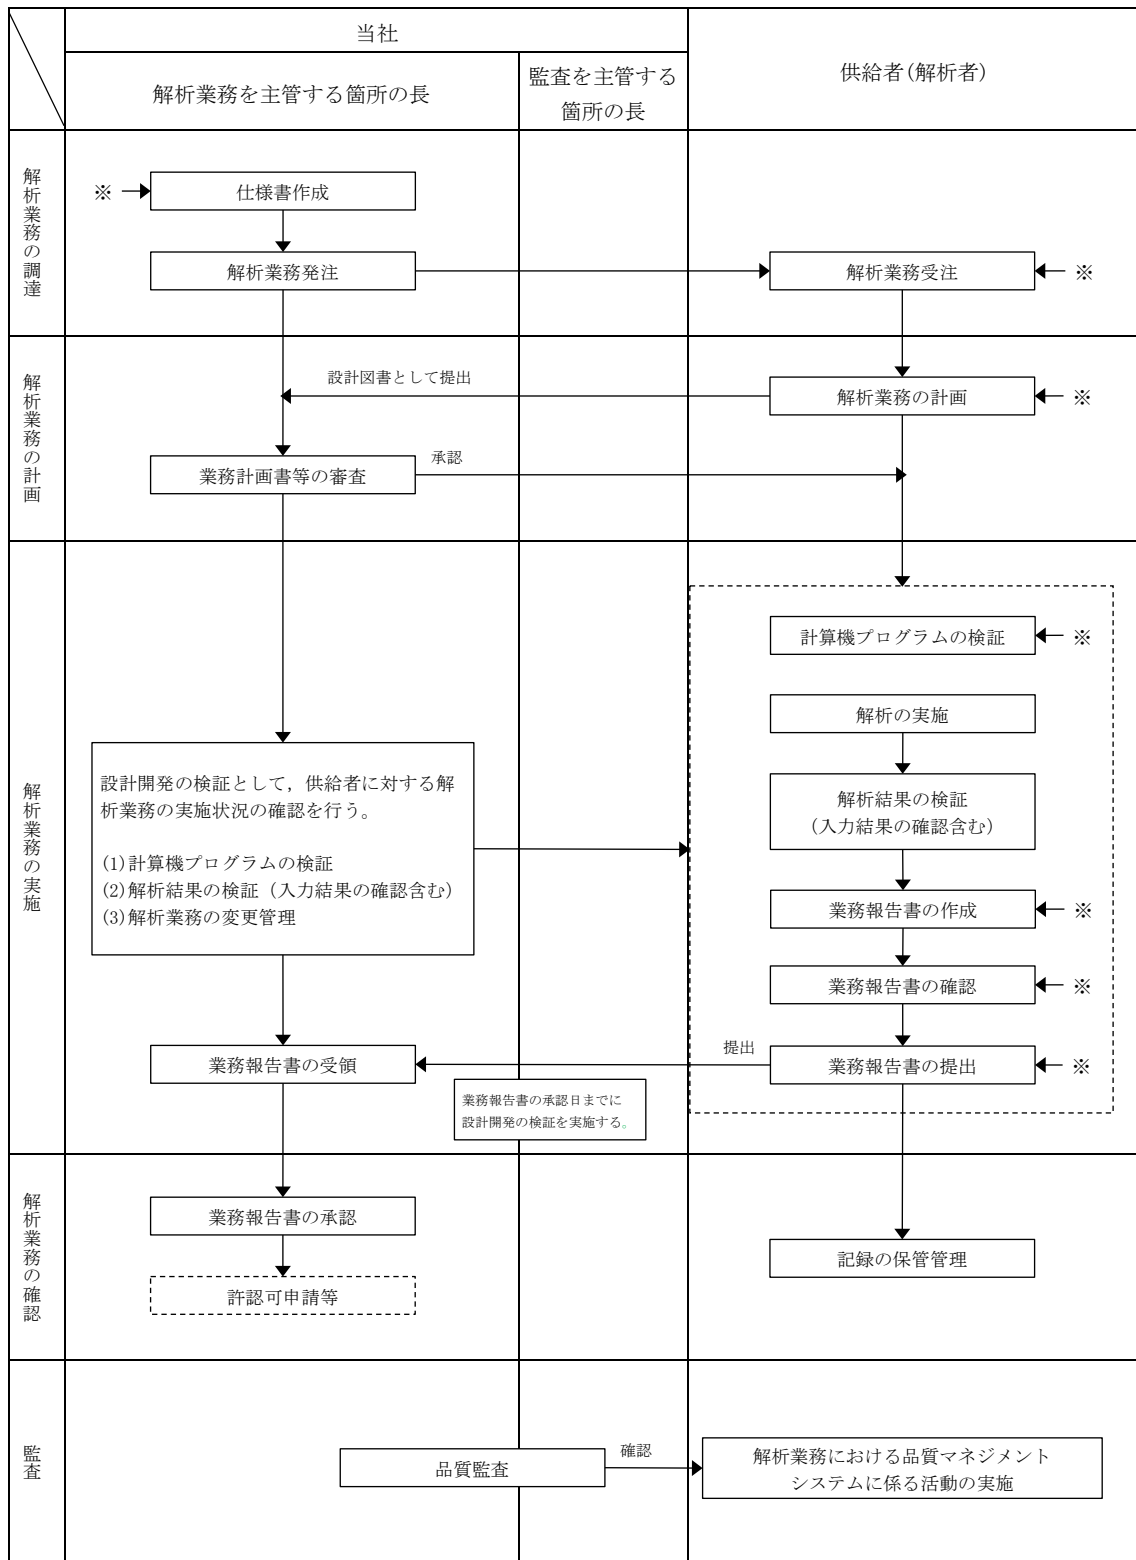 当社
解析業務を主管する箇所の長
監査を主管する
箇所の長
供給者(解析者)
解析業務の調達
※
仕様書作成
解析業務発注
解析業務受注
※
解析業務の計画
設計図書として提出
解析業務の計画
※
業務計画書等の審査
承認
解析業務の実施
計算機プログラムの検証
※
解析の実施
設計開発の検証として，供給者に対する解
析業務の実施状況の確認を行う。
(1)計算機プログラムの検証
(2)解析結果の検証（入力結果の確認含む）
(3)解析業務の変更管理
解析結果の検証
（入力結果の確認含む）
業務報告書の作成
※
業務報告書の確認
※
業務報告書の受領
提出
業務報告書の提出
※
業務報告書の承認日までに
設計開発の検証を実施する。
解析業務の確認
業務報告書の承認
記録の保管管理
許認可申請等
監査
品質監査
確認
解析業務における品質マネジメント
システムに係る活動の実施